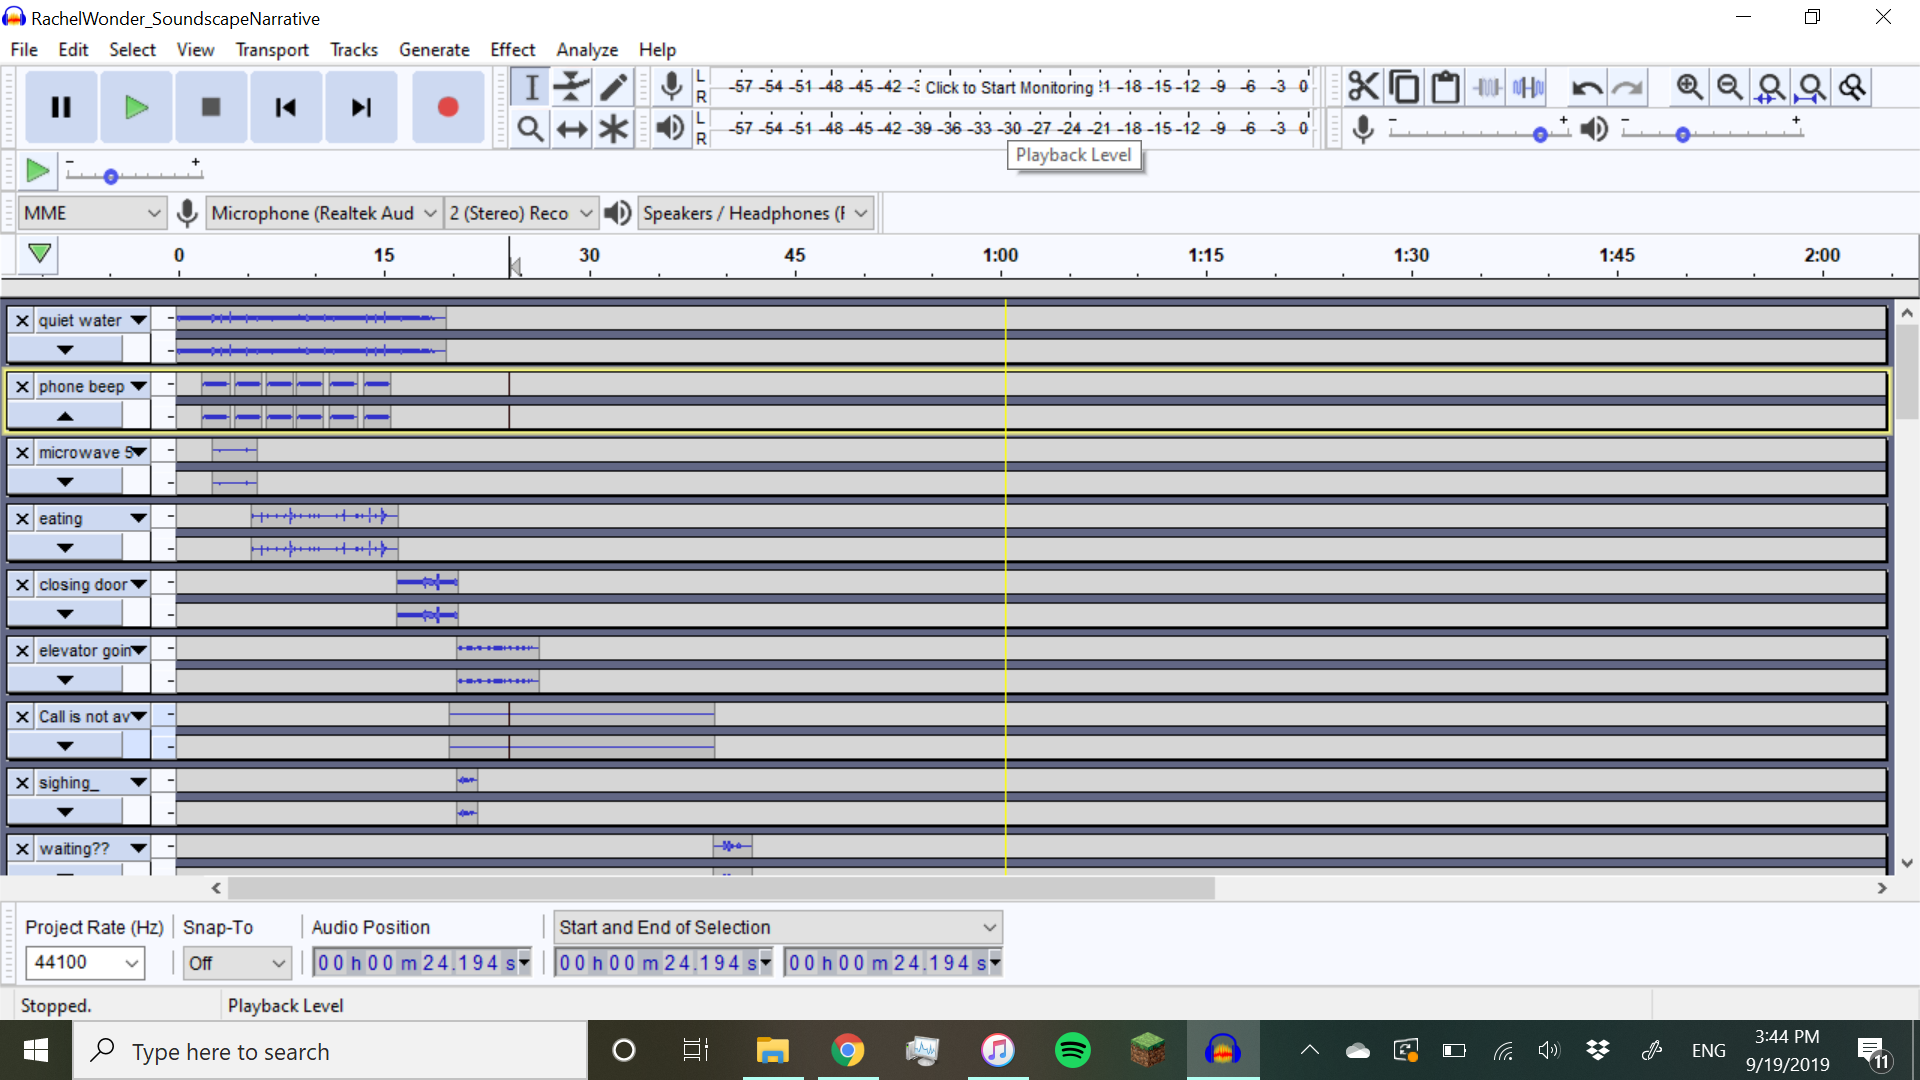 RachelWonder_SoundscapeNarrative
File Edit Select View Transport Tracks Generate Effect Analyze Help
L
R
-57 -54 -51 -48 -45 -42 -3 Click to Start Monitoring !1 -18 -15 -12 -9 -6 -3 0
L
R
-57 -54 -51 -48 -45 -42 -39 -36 -33 -30 -27 -24 -21 -18 -15 -12 -9 -6 -3 0
- + - +
Playback Level
- +
MME Microphone (Realtek Aud 2 (Stereo) Reco Speakers / Headphones (F
0 15 30 45 1:00 1:15 1:30 1:45 2:00
quiet water
phone beep
microwave 5
eating
closing door
elevator goin
Call is not av
sighing_
waiting??
Project Rate (Hz) Snap-To Audio Position Start and End of Selection
44100 Off 00 h 00 m 24.194 s 00 h 00 m 24.194 s 00 h 00 m 24.194 s
Stopped. Playback Level
Type here to search
ENG
3:44 PM
9/19/2019
11